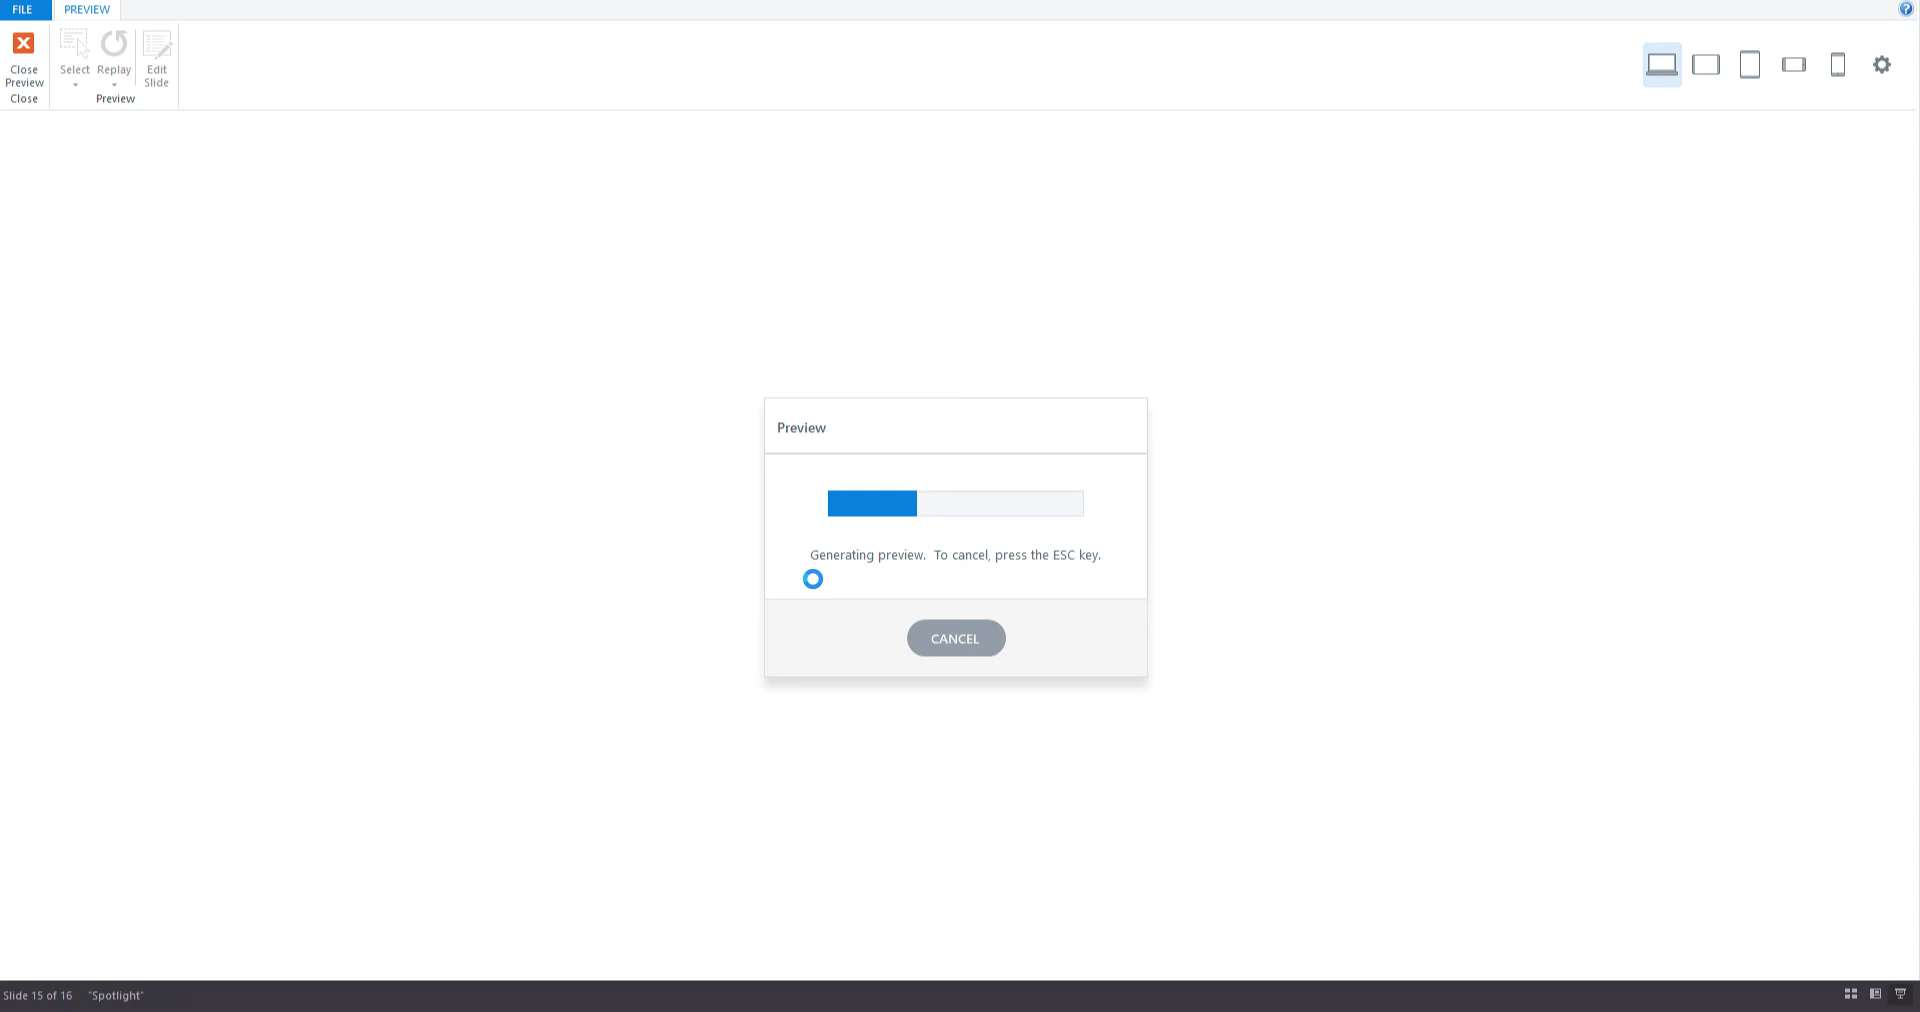 FILE
PREVIEW
Close
Preview
Close
Select
Replay
Edit
Slide
Preview
?
Preview
Generating preview.  To cancel, press the ESC key.
CANCEL
Slide 15 of 16
"Spotlight"